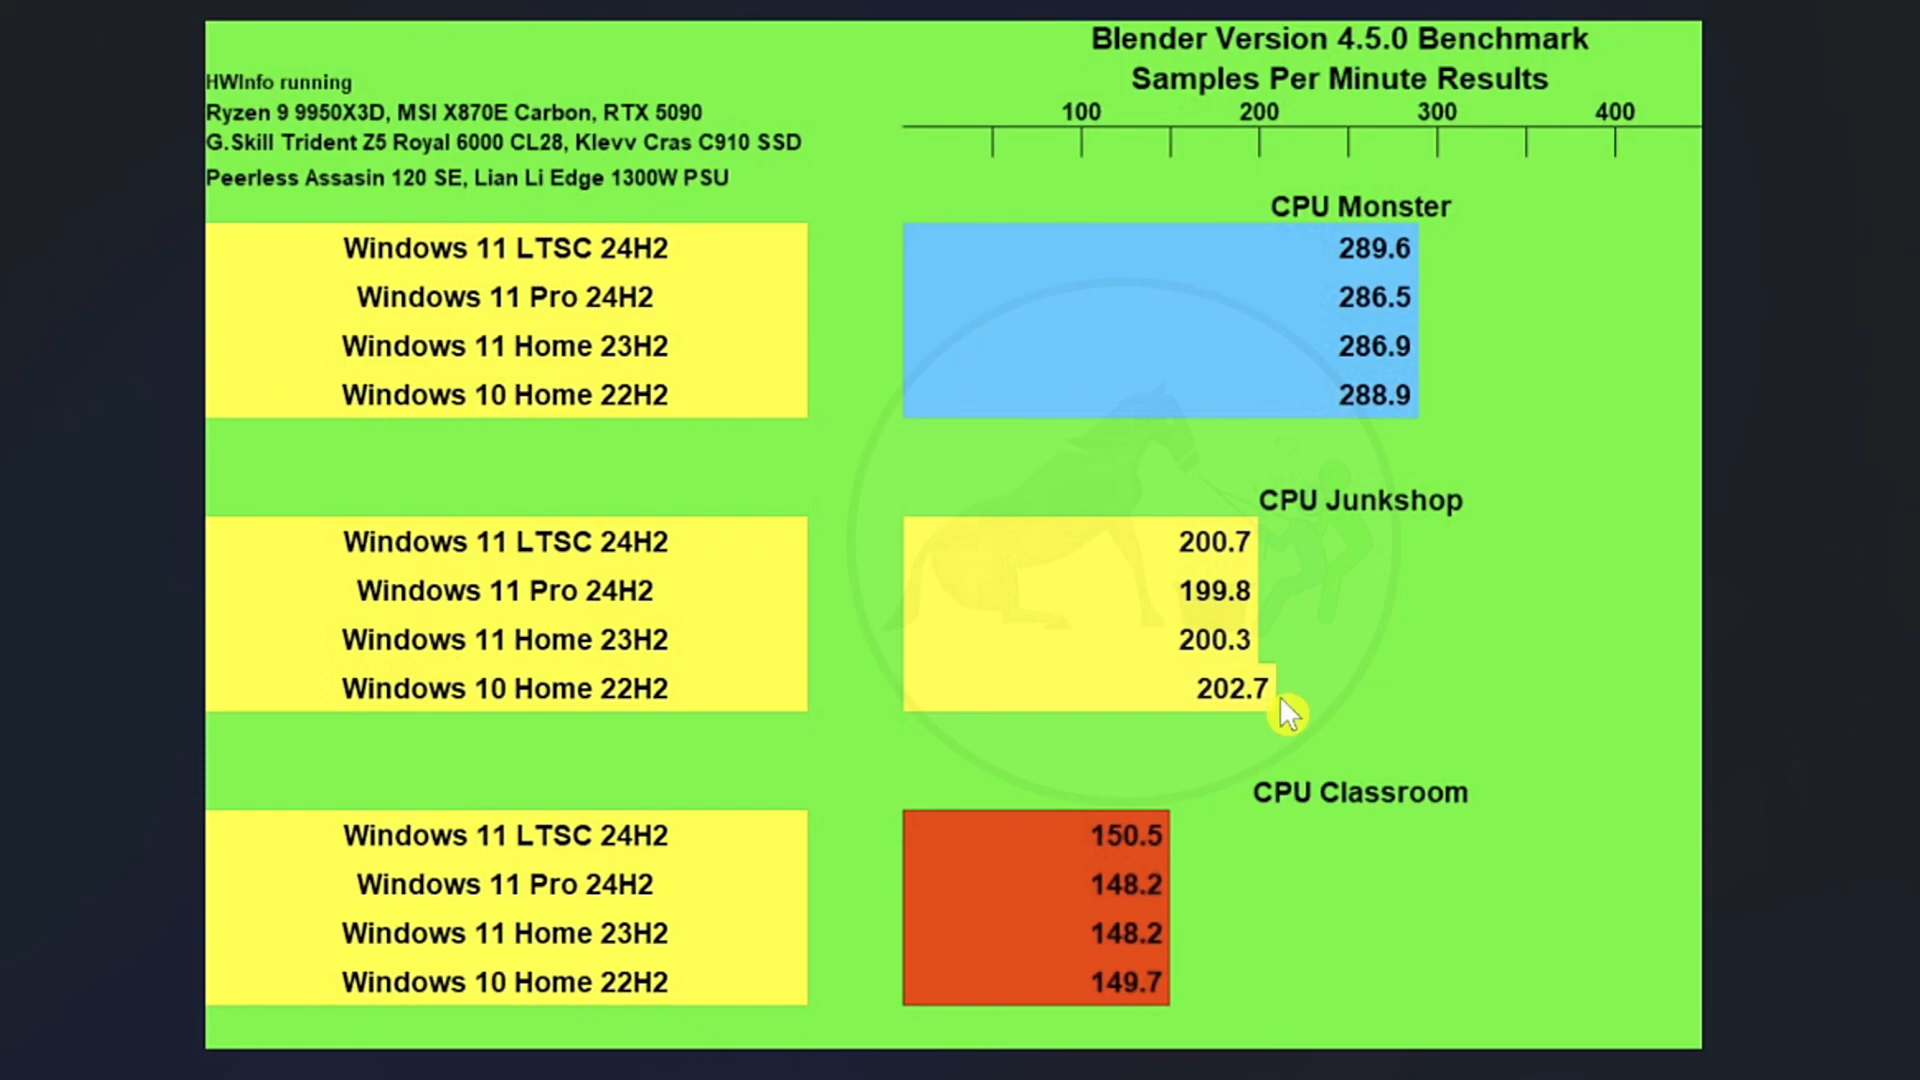 Blender Version 4.5.0 Benchmark
Samples Per Minute Results
HWInfo running
Ryzen 9 9950X3D, MSI X870E Carbon, RTX 5090
G.Skill Trident Z5 Royal 6000 CL28, Klevv Cras C910 SSD
Peerless Assasin 120 SE, Lian Li Edge 1300W PSU
100 200 300 400
CPU Monster
Windows 11 LTSC 24H2 289.6
Windows 11 Pro 24H2 286.5
Windows 11 Home 23H2 286.9
Windows 10 Home 22H2 288.9
CPU Junkshop
Windows 11 LTSC 24H2 200.7
Windows 11 Pro 24H2 199.8
Windows 11 Home 23H2 200.3
Windows 10 Home 22H2 202.7
CPU Classroom
Windows 11 LTSC 24H2 150.5
Windows 11 Pro 24H2 148.2
Windows 11 Home 23H2 148.2
Windows 10 Home 22H2 149.7